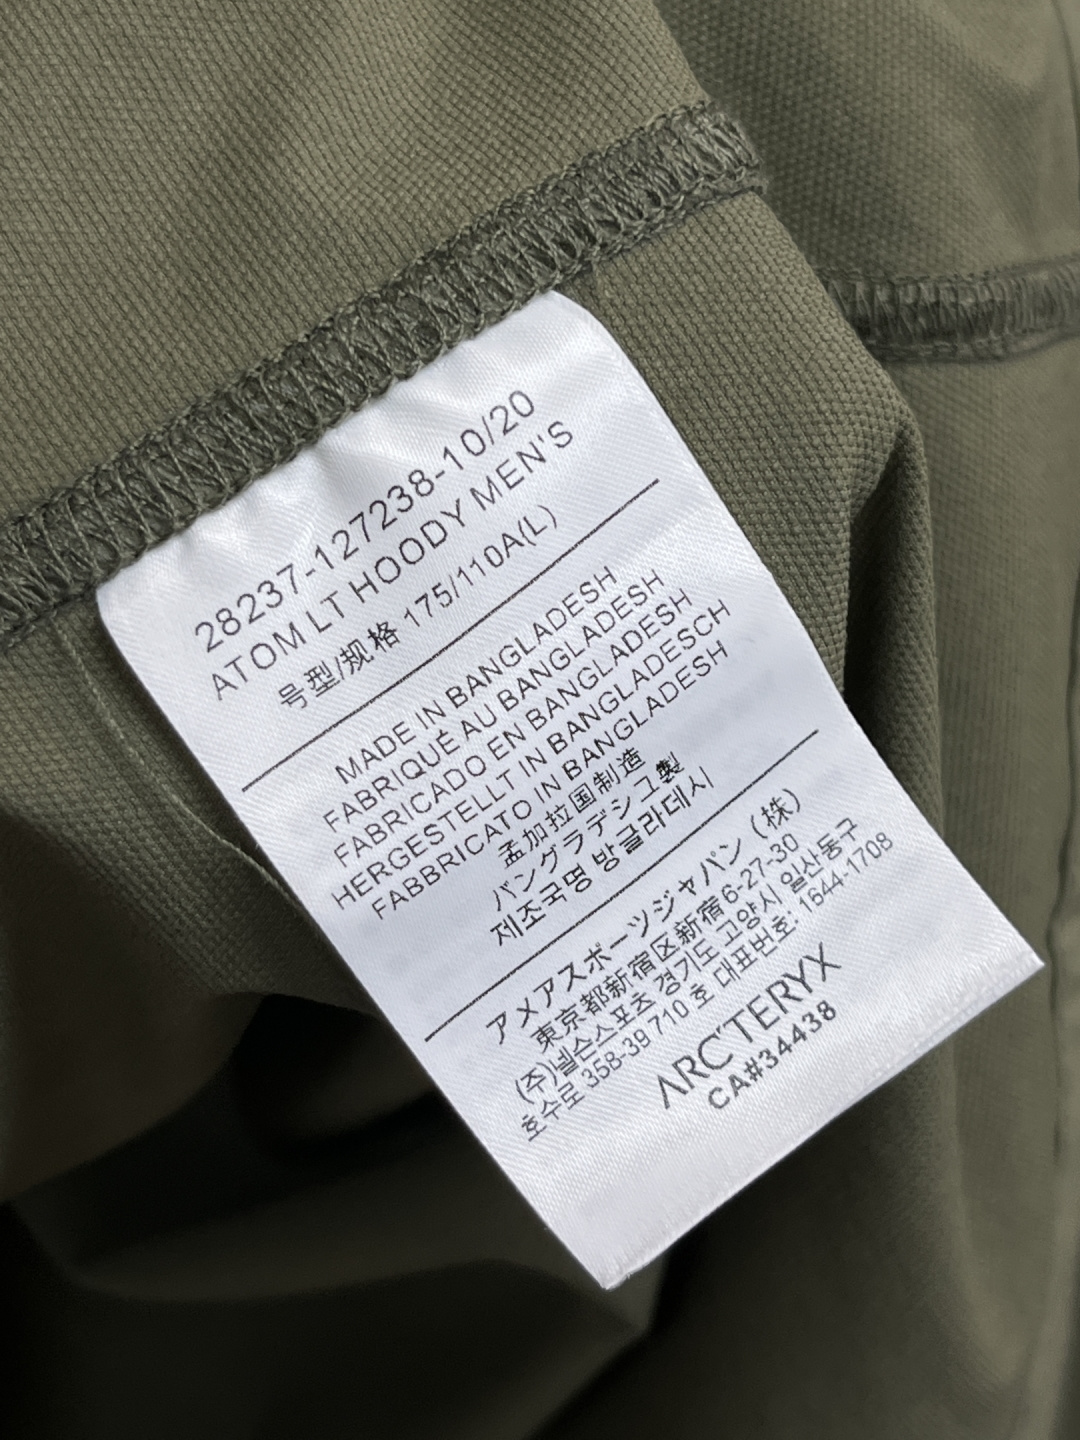 28237-127238-10/20
ATOM LT HOODY MEN'S
号型/规格 175/110A(L)
MADE IN BANGLADESH
FABRIQUÉ AU BANGLADESH
FABRICADO EN BANGLADESH
HERGESTELLT IN BANGLADESCH
FABBRICATO IN BANGLADESH
孟加拉国制造
バングラデシュ製
제조국명 방글라데시
アメアスポーツジャパン（株）
東京都新宿区新宿6-27-30
(주)넬슨스포츠 경기도 고양시 일산동구
호수로 358-39 710 호 대표번호: 1644-1708
ARC'TERYX
CA#34438